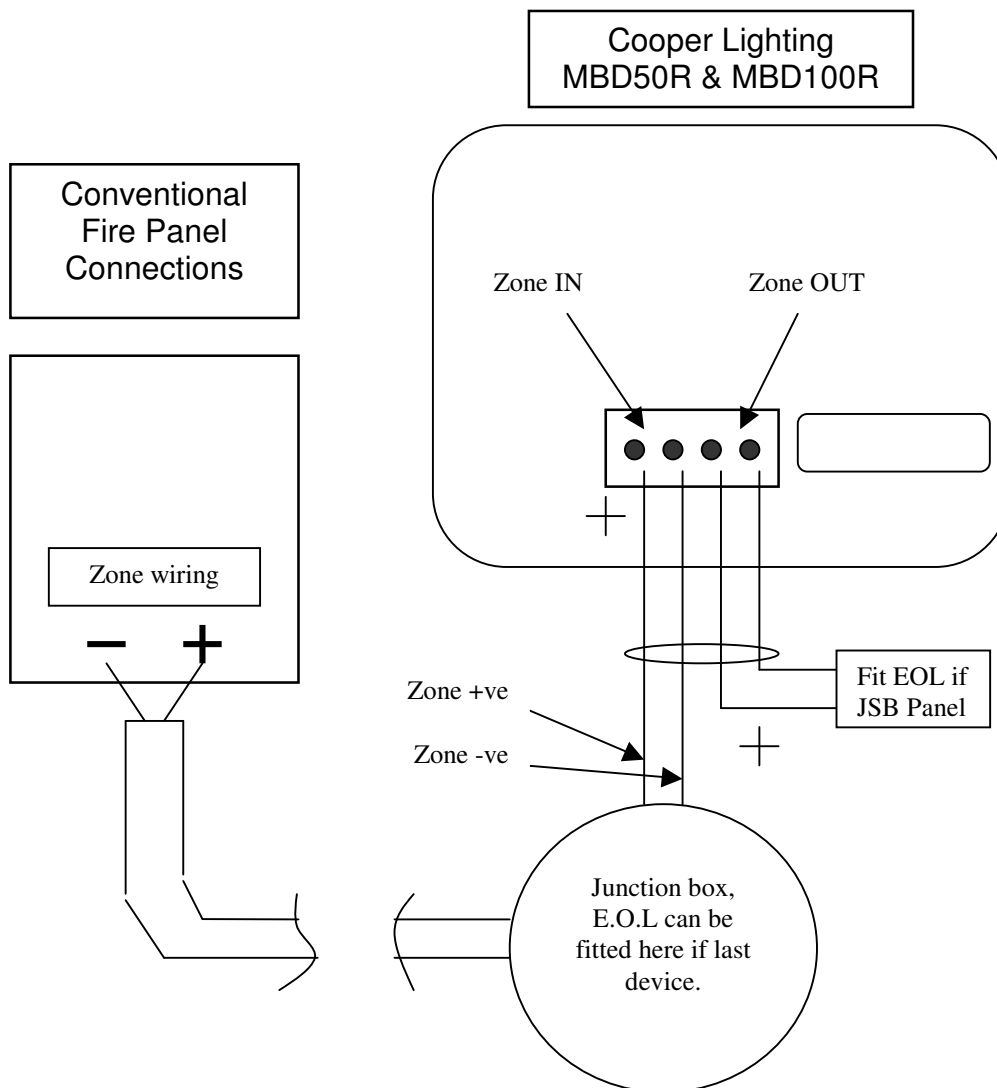 Cooper Lighting
MBD50R & MBD100R
Conventional
Fire Panel
Connections
Zone IN
Zone OUT
Zone wiring
− +
+
Zone +ve
Zone -ve
Fit EOL if
JSB Panel
+
Junction box,
E.O.L can be
fitted here if last
device.